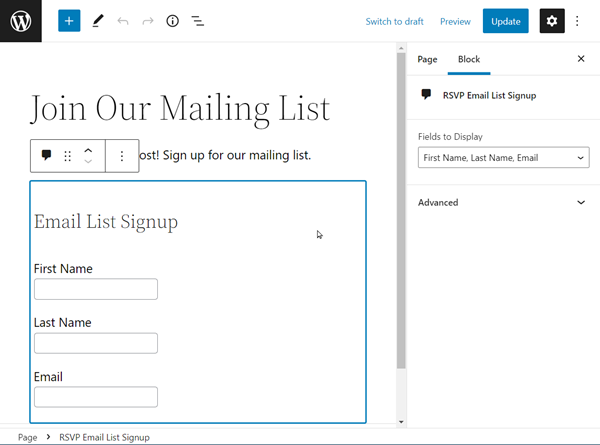 Switch to draft Preview Update
Page Block
RSVP Email List Signup
Join Our Mailing List
Fields to Display
ost! Sign up for our mailing list.
First Name, Last Name, Email
Advanced
Email List Signup
First Name
Last Name
Email
Page RSVP Email List Signup